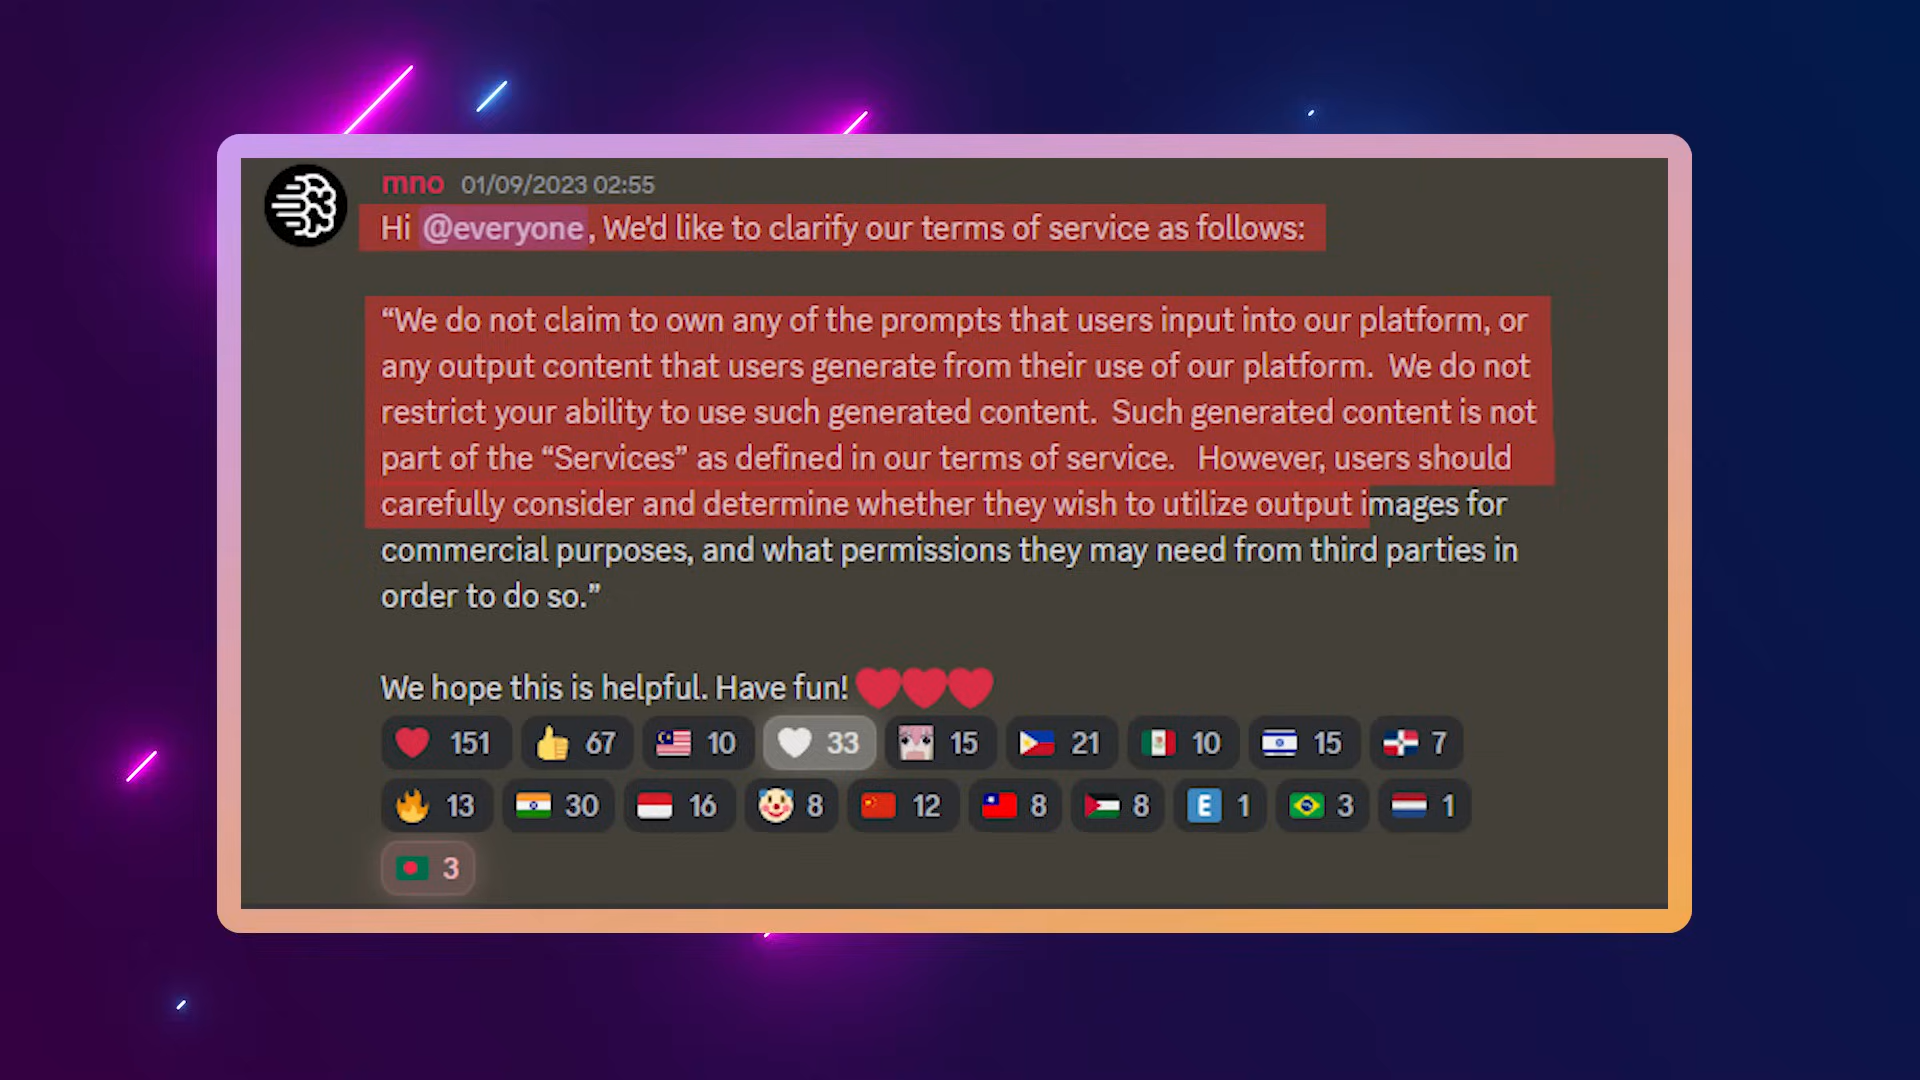 mno 01/09/2023 02:55
Hi @everyone, We'd like to clarify our terms of service as follows:
“We do not claim to own any of the prompts that users input into our platform, or
any output content that users generate from their use of our platform.  We do not
restrict your ability to use such generated content.  Such generated content is not
part of the “Services” as defined in our terms of service.   However, users should
carefully consider and determine whether they wish to utilize output images for
commercial purposes, and what permissions they may need from third parties in
order to do so.”
We hope this is helpful. Have fun! ❤️❤️❤️
151 67 10 33 15 21 10 15 7
13 30 16 8 12 8 8 E 1 3 1
3